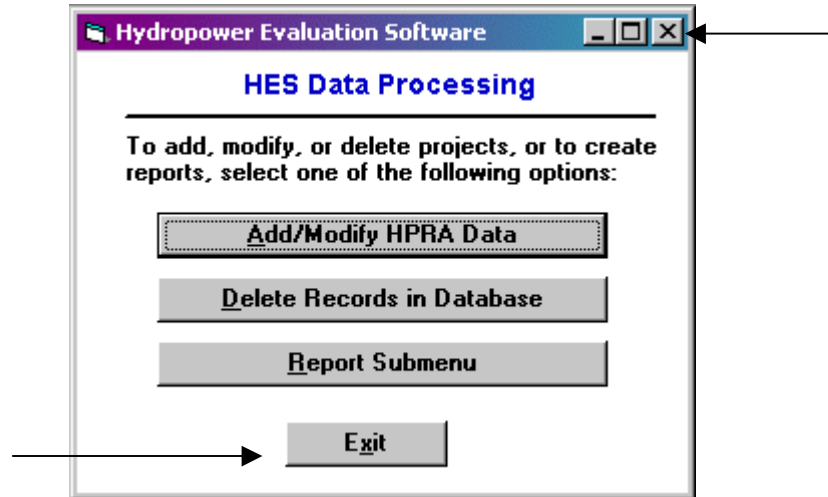 Hydropower Evaluation Software
HES Data Processing
To add, modify, or delete projects, or to create
reports, select one of the following options:
Add/Modify HPRA Data
Delete Records in Database
Report Submenu
Exit